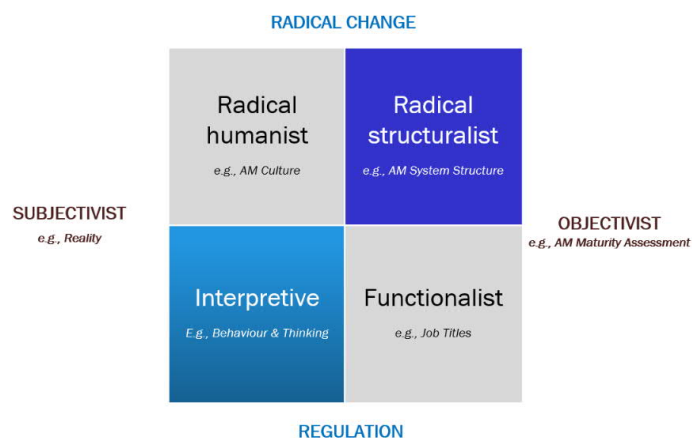 RADICAL CHANGE
Radical
humanist
e.g., AM Culture
Radical
structuralist
e.g., AM System Structure
SUBJECTIVIST
e.g., Reality
OBJECTIVIST
e.g., AM Maturity Assessment
Interpretive
E.g., Behaviour & Thinking
Functionalist
e.g., Job Titles
REGULATION